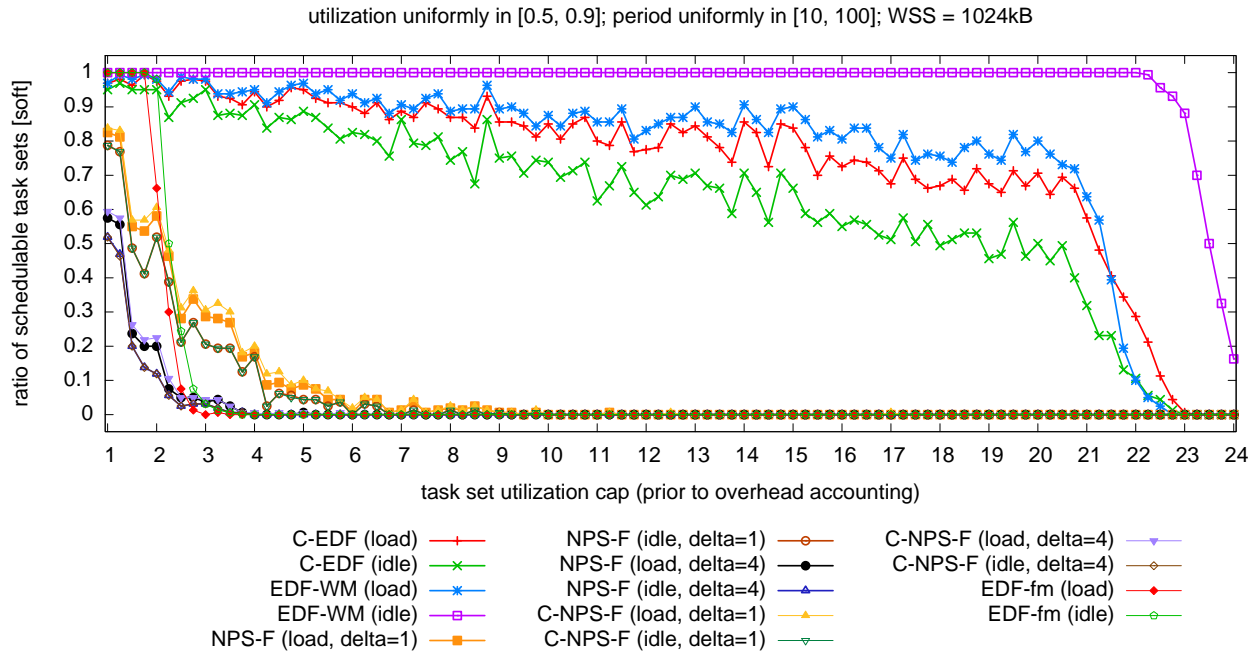 utilization uniformly in [0.5, 0.9]; period uniformly in [10, 100]; WSS = 1024kB
ratio of schedulable task sets [soft]
1
0.9
0.8
0.7
0.6
0.5
0.4
0.3
0.2
0.1
0
1 2 3 4 5 6 7 8 9 10 11 12 13 14 15 16 17 18 19 20 21 22 23 24
task set utilization cap (prior to overhead accounting)
C-EDF (load)
C-EDF (idle)
EDF-WM (load)
EDF-WM (idle)
NPS-F (load, delta=1)
NPS-F (idle, delta=1)
NPS-F (load, delta=4)
NPS-F (idle, delta=4)
C-NPS-F (load, delta=1)
C-NPS-F (idle, delta=1)
C-NPS-F (load, delta=4)
C-NPS-F (idle, delta=4)
EDF-fm (load)
EDF-fm (idle)